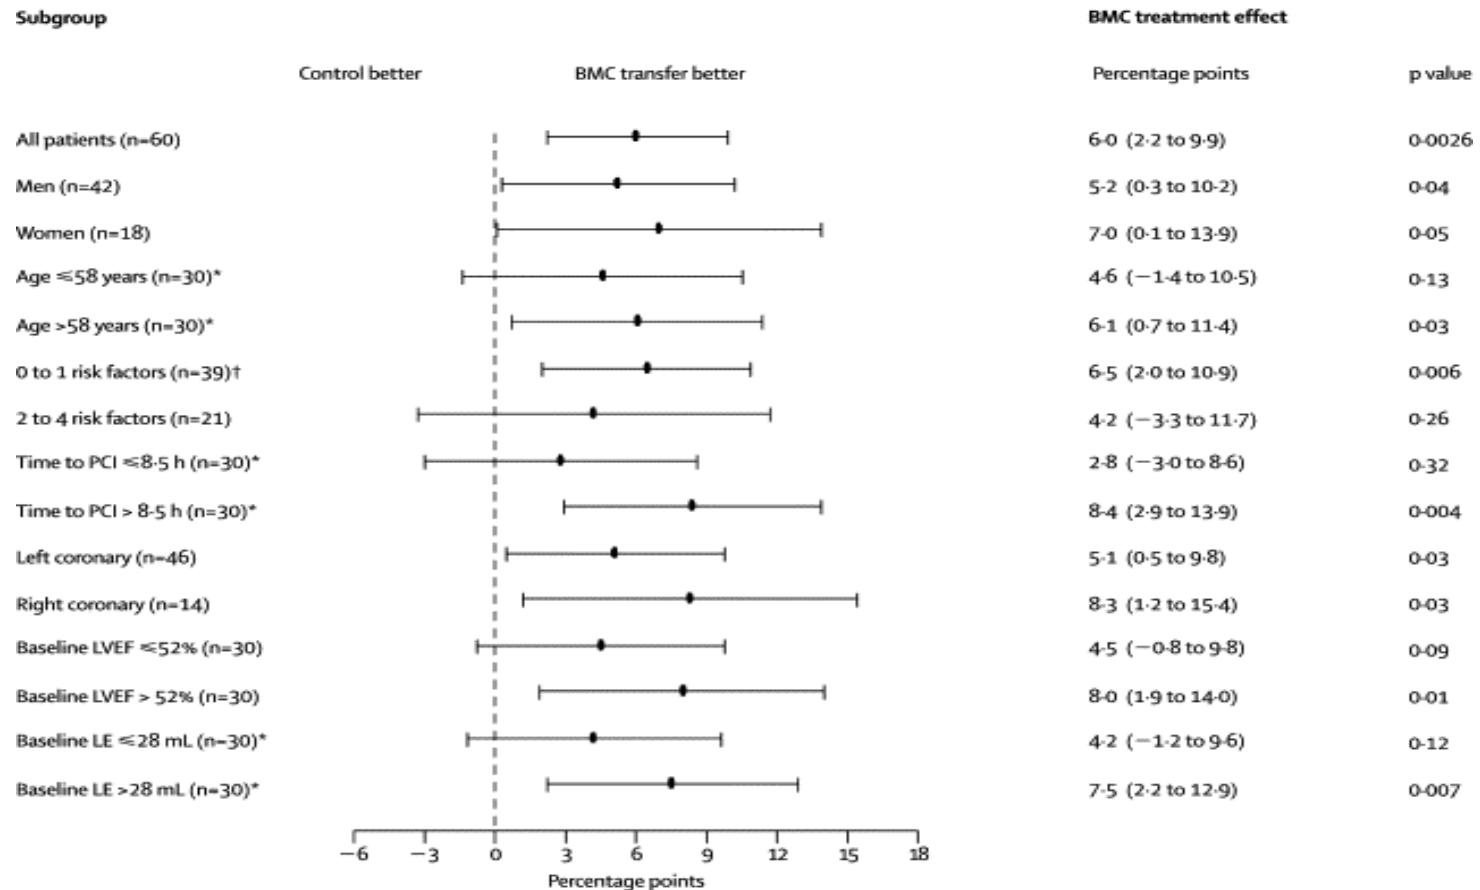 Subgroup BMC treatment effect
Control better BMC transfer better Percentage points p value
All patients (n=60) 6·0 (2·2 to 9·9) 0·0026
Men (n=42) 5·2 (0·3 to 10·2) 0·04
Women (n=18) 7·0 (0·1 to 13·9) 0·05
Age ≤58 years (n=30)* 4·6 (−1·4 to 10·5) 0·13
Age >58 years (n=30)* 6·1 (0·7 to 11·4) 0·03
0 to 1 risk factors (n=39)† 6·5 (2·0 to 10·9) 0·006
2 to 4 risk factors (n=21) 4·2 (−3·3 to 11·7) 0·26
Time to PCI ≤8·5 h (n=30)* 2·8 (−3·0 to 8·6) 0·32
Time to PCI > 8·5 h (n=30)* 8·4 (2·9 to 13·9) 0·004
Left coronary (n=46) 5·1 (0·5 to 9·8) 0·03
Right coronary (n=14) 8·3 (1·2 to 15·4) 0·03
Baseline LVEF ≤52% (n=30) 4·5 (−0·8 to 9·8) 0·09
Baseline LVEF > 52% (n=30) 8·0 (1·9 to 14·0) 0·01
Baseline LE ≤28 mL (n=30)* 4·2 (−1·2 to 9·6) 0·12
Baseline LE >28 mL (n=30)* 7·5 (2·2 to 12·9) 0·007
−6 −3 0 3 6 9 12 15 18
Percentage points